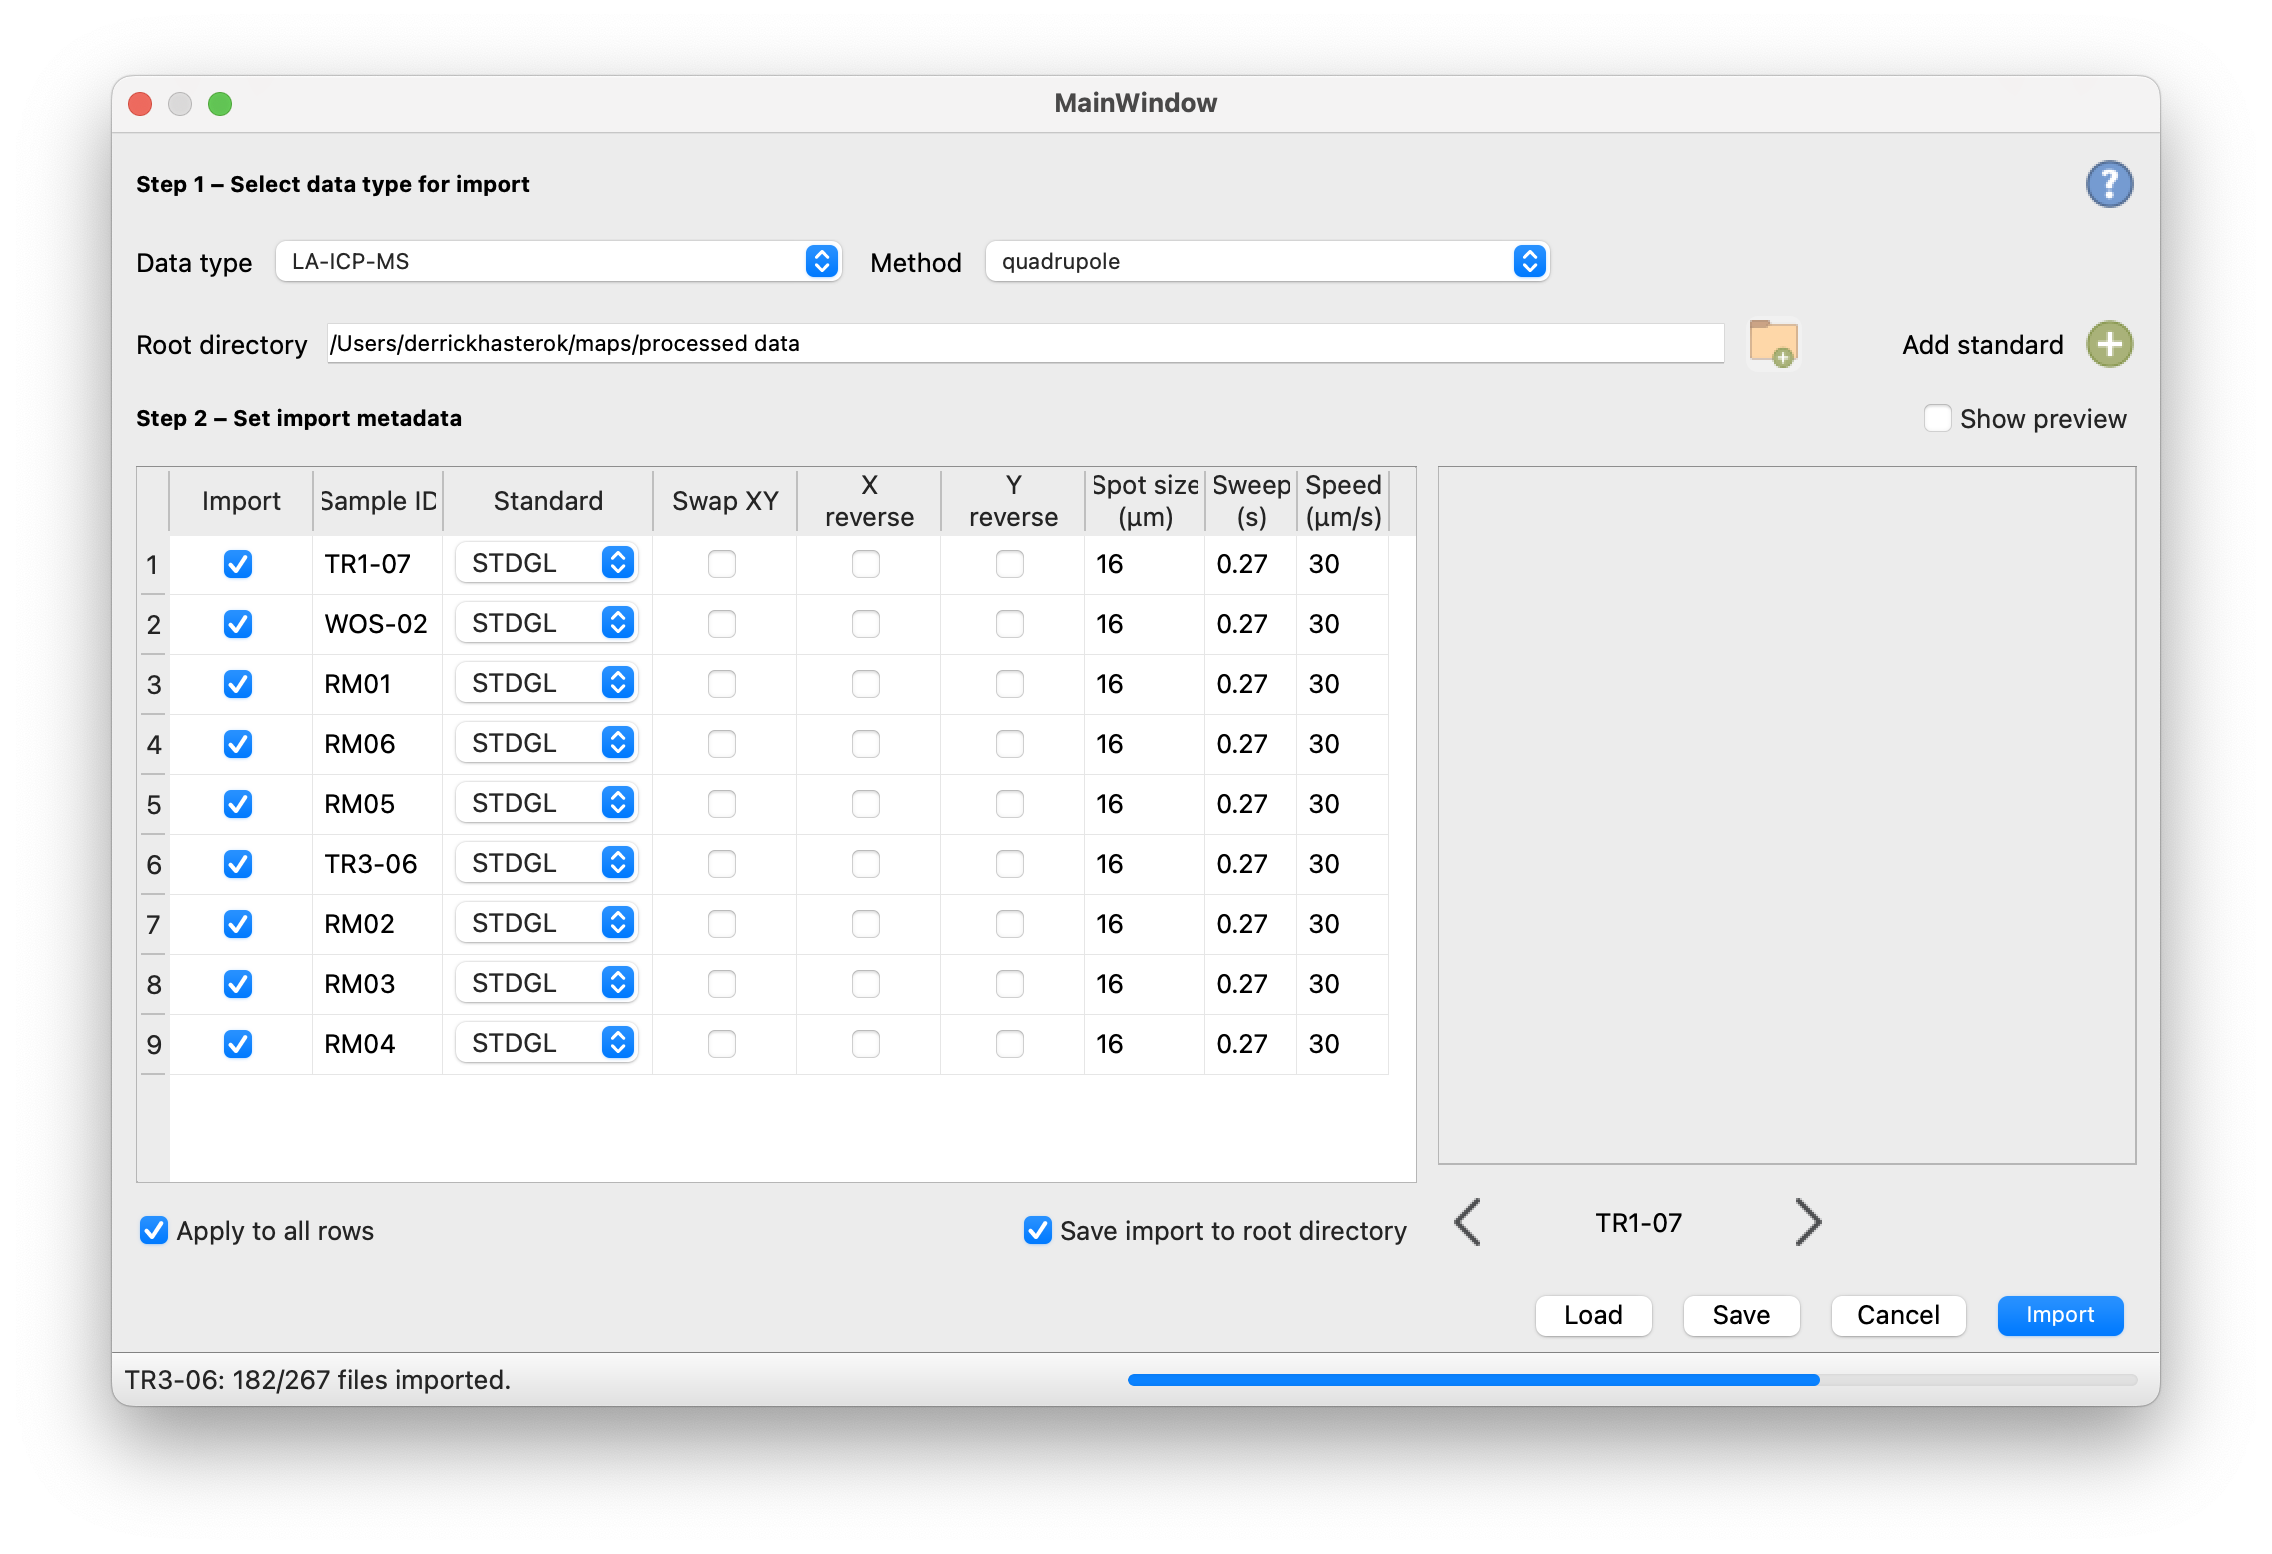 MainWindow
Step 1 – Select data type for import
Data type LA-ICP-MS Method quadrupole
Root directory /Users/derrickhasterok/maps/processed data Add standard
Step 2 – Set import metadata Show preview
Import Sample ID Standard Swap XY X reverse Y reverse Spot size (µm) Sweep (s) Speed (µm/s)
1 TR1-07 STDGL 16 0.27 30
2 WOS-02 STDGL 16 0.27 30
3 RM01 STDGL 16 0.27 30
4 RM06 STDGL 16 0.27 30
5 RM05 STDGL 16 0.27 30
6 TR3-06 STDGL 16 0.27 30
7 RM02 STDGL 16 0.27 30
8 RM03 STDGL 16 0.27 30
9 RM04 STDGL 16 0.27 30
Apply to all rows Save import to root directory TR1-07
Load Save Cancel Import
TR3-06: 182/267 files imported.